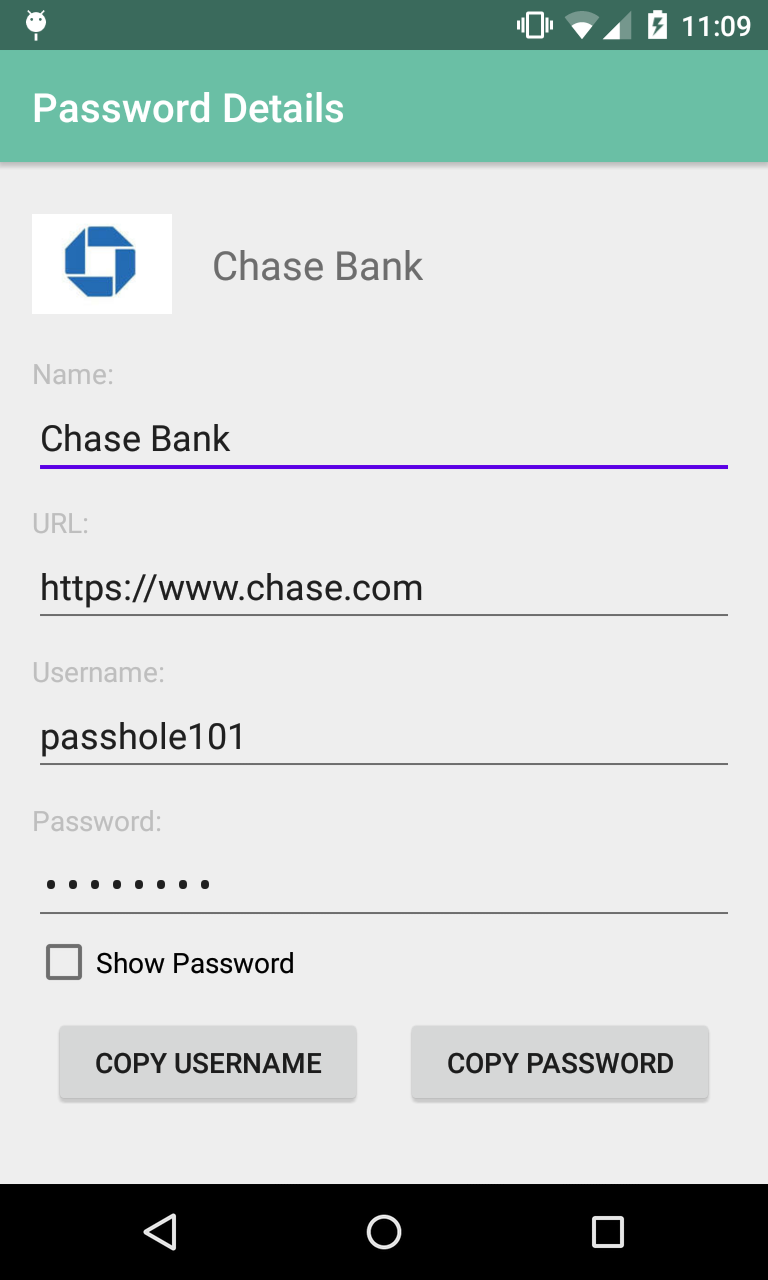 11:09
Password Details
Chase Bank
Name:
Chase Bank
URL:
https://www.chase.com
Username:
passhole101
Password:
••••••••
Show Password
COPY USERNAME COPY PASSWORD